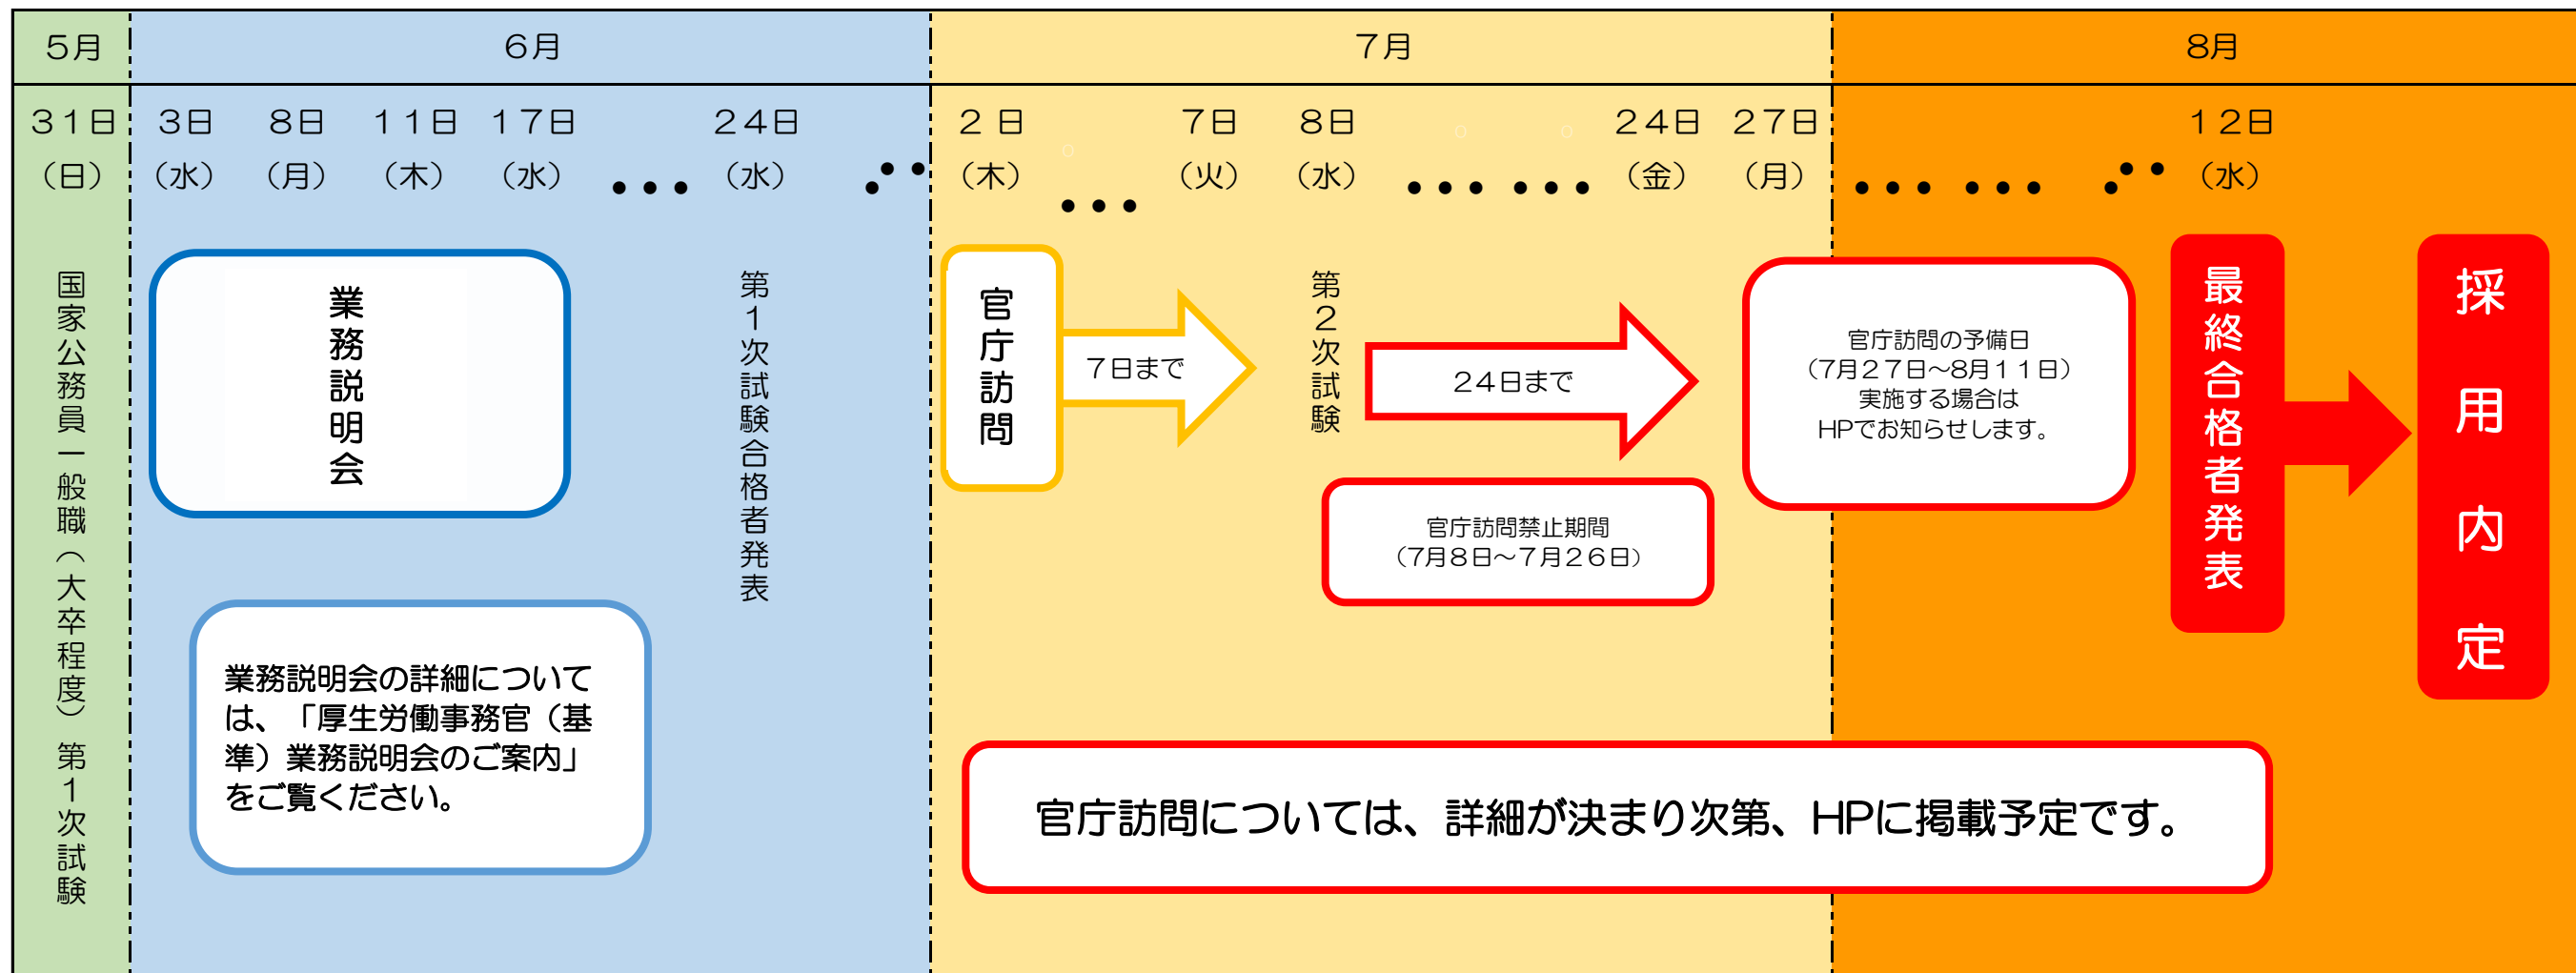 5月
6月
7月
8月
31日
3日
8日
11日
17日
24日
2日
7日
8日
24日
27日
12日
（日）
（水）
（月）
（木）
（水）
•••
（水）
•••
（木）
•••
（火）
（水）
••• •••
（金）
（月）
••• •••
•••
（水）
国家公務員一般職（大卒程度）第1次試験
業務説明会
業務説明会の詳細について
は、「厚生労働事務官（基
準）業務説明会のご案内」
をご覧ください。
第1次試験合格者発表
官庁訪問
7日まで
第2次試験
24日まで
官庁訪問禁止期間
（7月8日～7月26日）
官庁訪問の予備日
（7月27日～8月11日）
実施する場合は
HPでお知らせします。
最終合格者発表
採用内定
官庁訪問については、詳細が決まり次第、HPに掲載予定です。